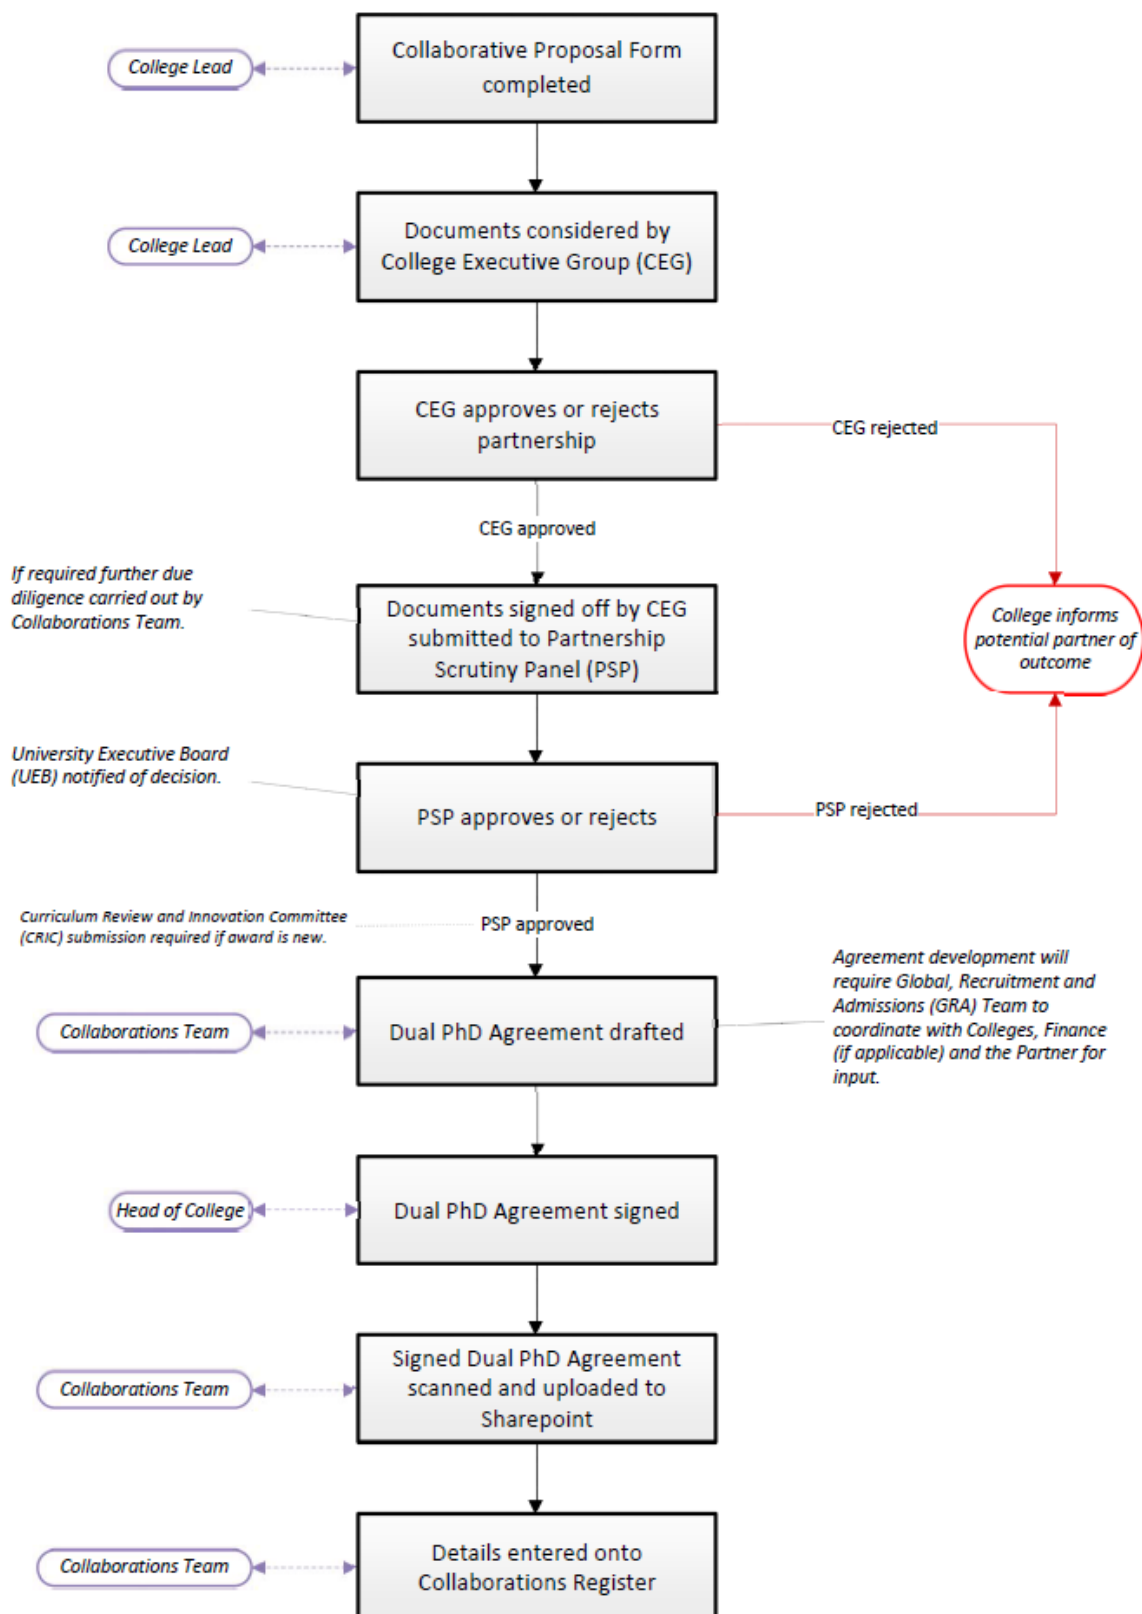 College Lead
Collaborative Proposal Form
completed
College Lead
Documents considered by
College Executive Group (CEG)
CEG approves or rejects
partnership
CEG rejected
CEG approved
If required further due
diligence carried out by
Collaborations Team.
Documents signed off by CEG
submitted to Partnership
Scrutiny Panel (PSP)
College informs
potential partner of
outcome
University Executive Board
(UEB) notified of decision.
PSP approves or rejects
PSP rejected
Curriculum Review and Innovation Committee
(CRIC) submission required if award is new.
PSP approved
Collaborations Team
Dual PhD Agreement drafted
Agreement development will
require Global, Recruitment and
Admissions (GRA) Team to
coordinate with Colleges, Finance
(if applicable) and the Partner for
input.
Head of College
Dual PhD Agreement signed
Collaborations Team
Signed Dual PhD Agreement
scanned and uploaded to
Sharepoint
Collaborations Team
Details entered onto
Collaborations Register